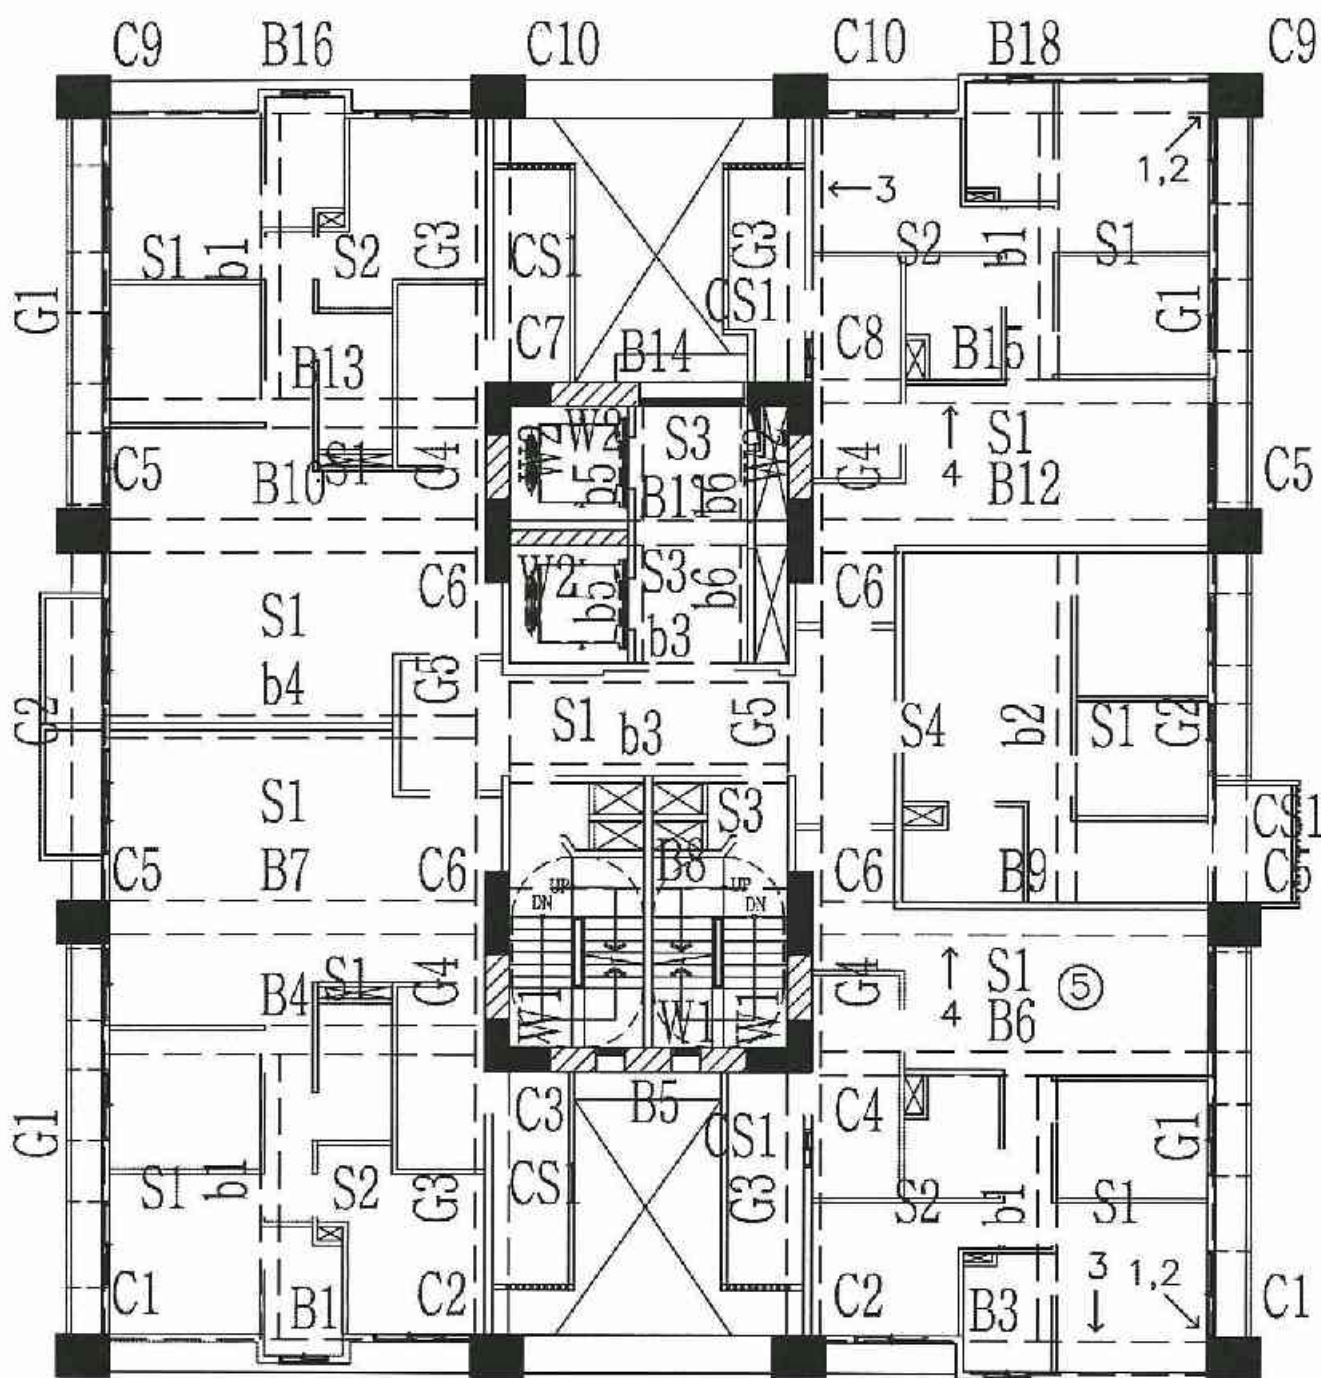 C9 B16 C10 C10 B18 C9
1,2
←3
S1 b1 S2 G3 CS1 G3 S2 b1 S1
G1 CS1 G1
B13 C7 B14 C8 B15
C5 B10 S1 G4 W2 W2 b5 S3 B11 b6 W2 G4 ↑ 4 S1 B12 C5
C6 W2 b5 S3 b6 C6
S1 b3
b4 G5
G2 S1 b3 G5 S4 b2 S1 G2
S1 S3 CS1
C5 B7 C6 B8 C6 B9 C5
UP UP
DN DN
B4 S1 G4 W1 W1 W1 G4 ↑ 4 S1 B6 ⑤
G1 C3 B5 CS1 C4 G1
S1 b1 S2 G3 CS1 G3 S2 b1 S1
C1 B1 C2 C2 B3 3 ↓ 1,2 C1